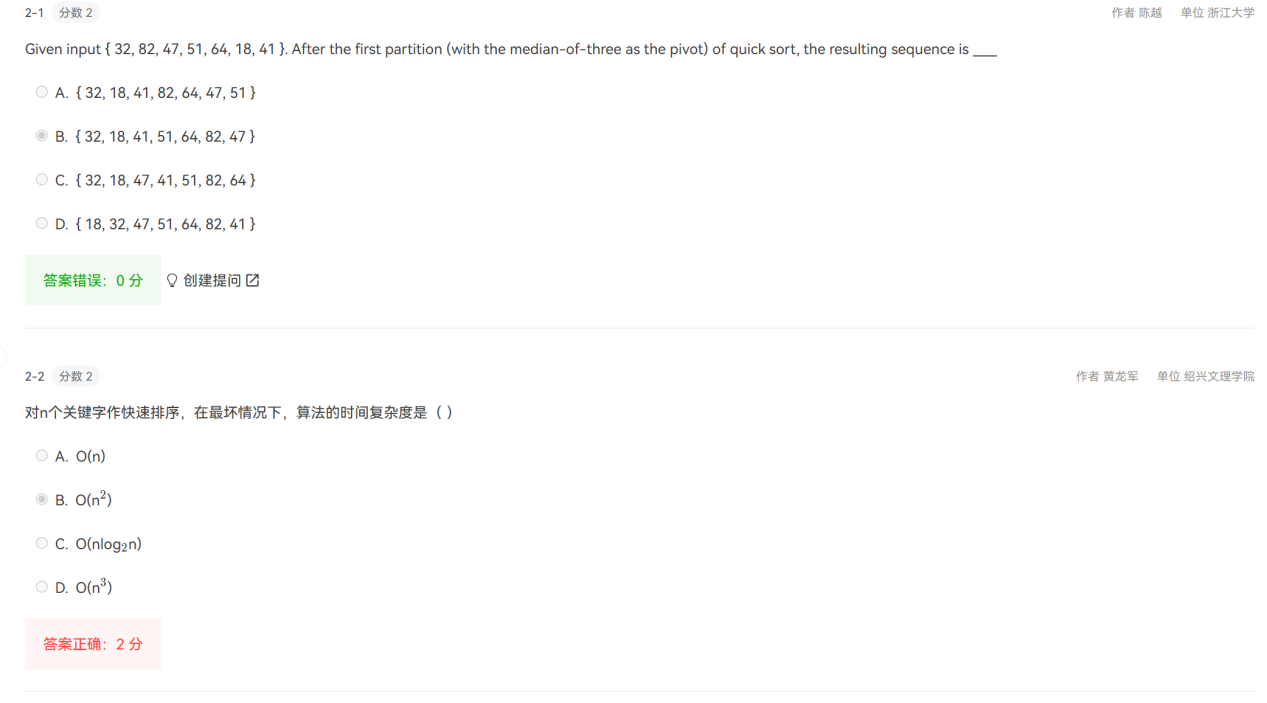 2-1 分数 2 作者 陈越 单位 浙江大学
Given input { 32, 82, 47, 51, 64, 18, 41 }. After the first partition (with the median-of-three as the pivot) of quick sort, the resulting sequence is ___
A. { 32, 18, 41, 82, 64, 47, 51 }
B. { 32, 18, 41, 51, 64, 82, 47 }
C. { 32, 18, 47, 41, 51, 82, 64 }
D. { 18, 32, 47, 51, 64, 82, 41 }
答案错误：0 分 创建提问
2-2 分数 2 作者 黄龙军 单位 绍兴文理学院
对n个关键字作快速排序，在最坏情况下，算法的时间复杂度是（ ）
A. O(n)
B. O(n²)
C. O(nlog₂n)
D. O(n³)
答案正确：2 分